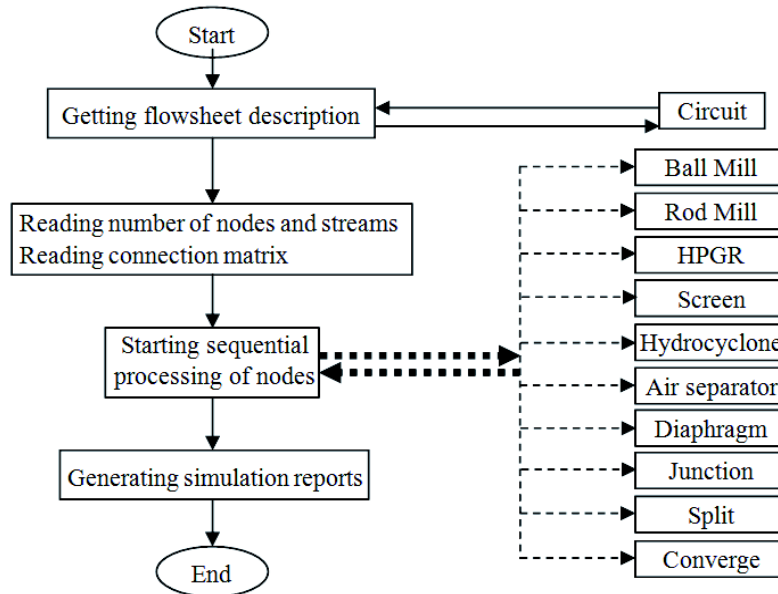 Start
Getting flowsheet description
Circuit
Reading number of nodes and streams
Reading connection matrix
Starting sequential
processing of nodes
Generating simulation reports
End
Ball Mill
Rod Mill
HPGR
Screen
Hydrocyclone
Air separator
Diaphragm
Junction
Split
Converge